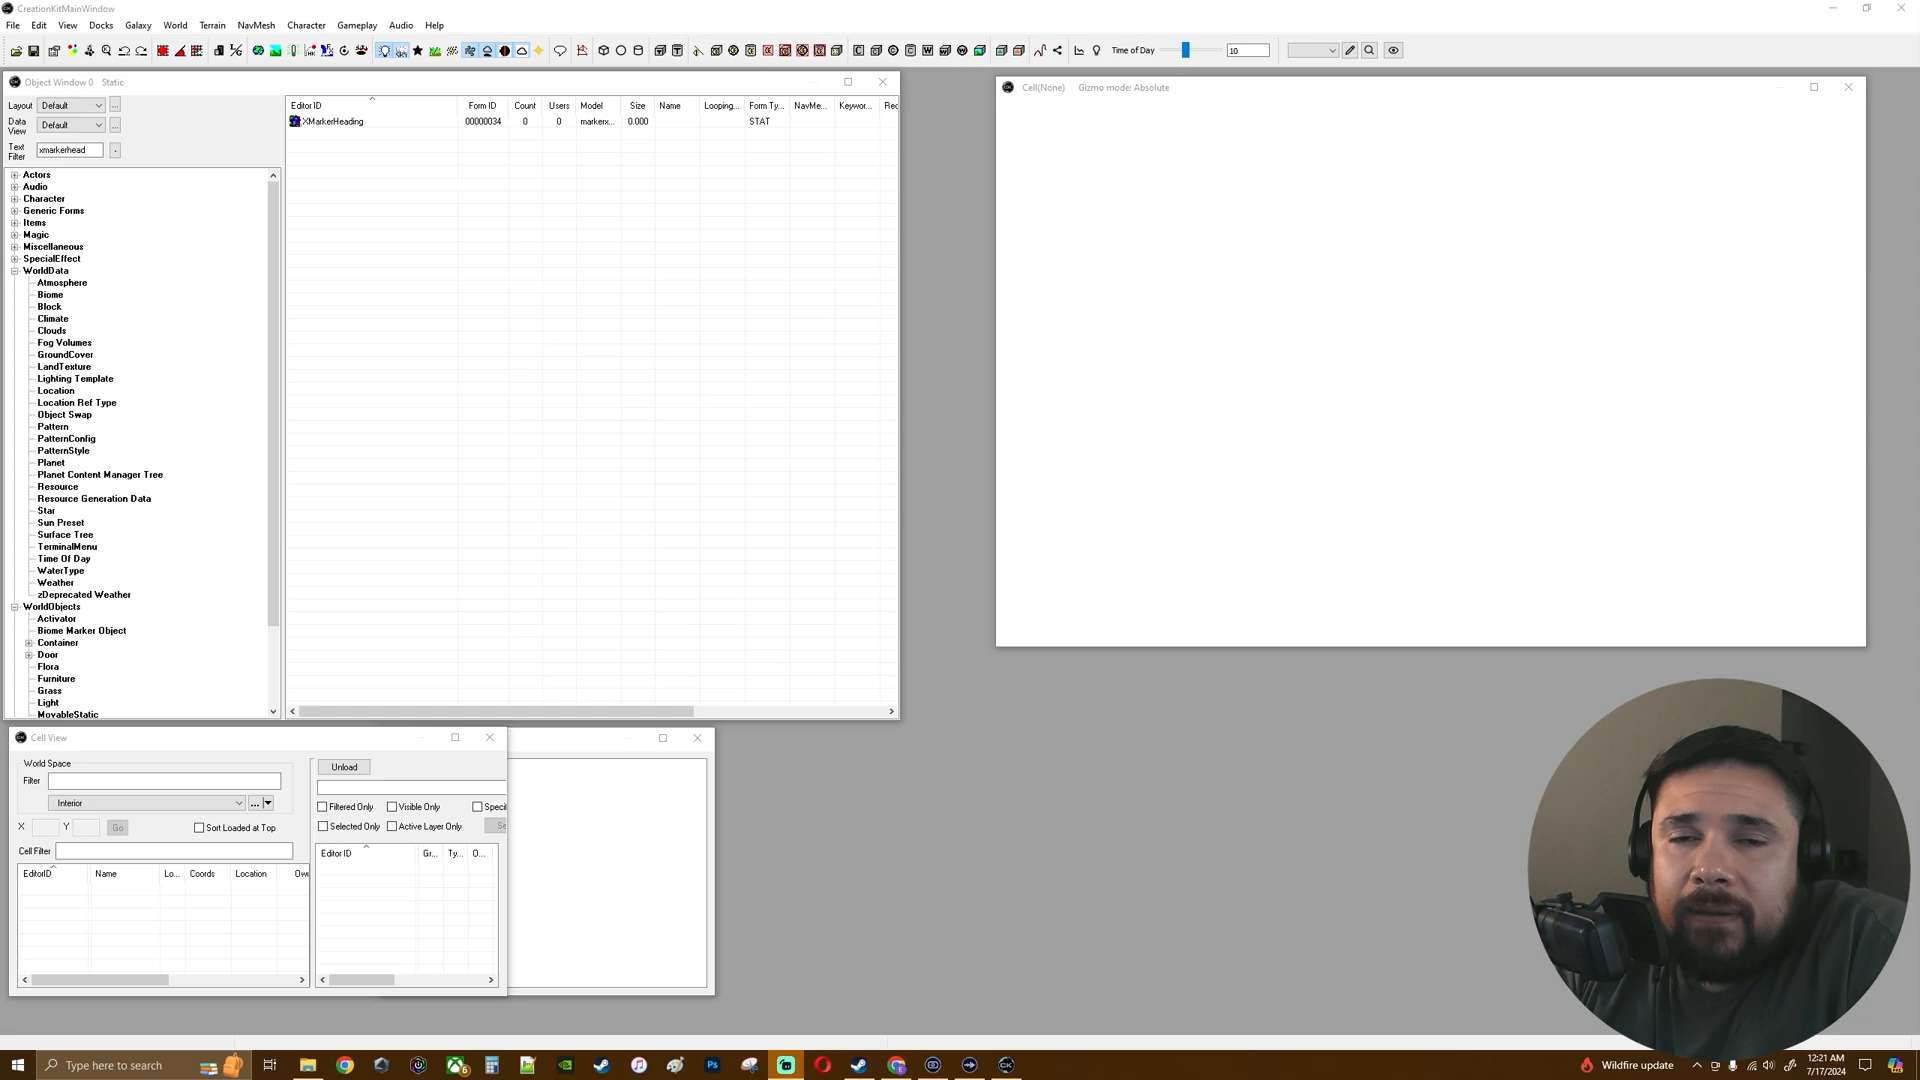 CreationKitMainWindow
File Edit View Docks Galaxy World Terrain NavMesh Character Gameplay Audio Help
Time of Day 10
Object Window 0 Static
Cell(None) Gizmo mode: Absolute
Layout Default ...
Data View Default ...
Text Filter xmarkerhead
Editor ID Form ID Count Users Model Size Name Looping... Form Ty... NavMe... Keywor... Rec
XMarkerHeading 00000034 0 0 markerx... 0.000 STAT
Actors
Audio
Character
Generic Forms
Items
Magic
Miscellaneous
SpecialEffect
WorldData
Atmosphere
Biome
Block
Climate
Clouds
Fog Volumes
GroundCover
LandTexture
Lighting Template
Location
Location Ref Type
Object Swap
Pattern
PatternConfig
PatternStyle
Planet
Planet Content Manager Tree
Resource
Resource Generation Data
Star
Sun Preset
Surface Tree
TerminalMenu
Time Of Day
WaterType
Weather
zDeprecated Weather
WorldObjects
Activator
Biome Marker Object
Container
Door
Flora
Furniture
Grass
Light
MovableStatic
Cell View
World Space
Filter
Interior ...
X Y Go Sort Loaded at Top
Cell Filter
EditorID Name Lo... Coords Location Own
Unload
Filtered Only Visible Only Specif
Selected Only Active Layer Only Se
Editor ID Gr... Ty... O...
Type here to search
Wildfire update
12:21 AM
7/17/2024